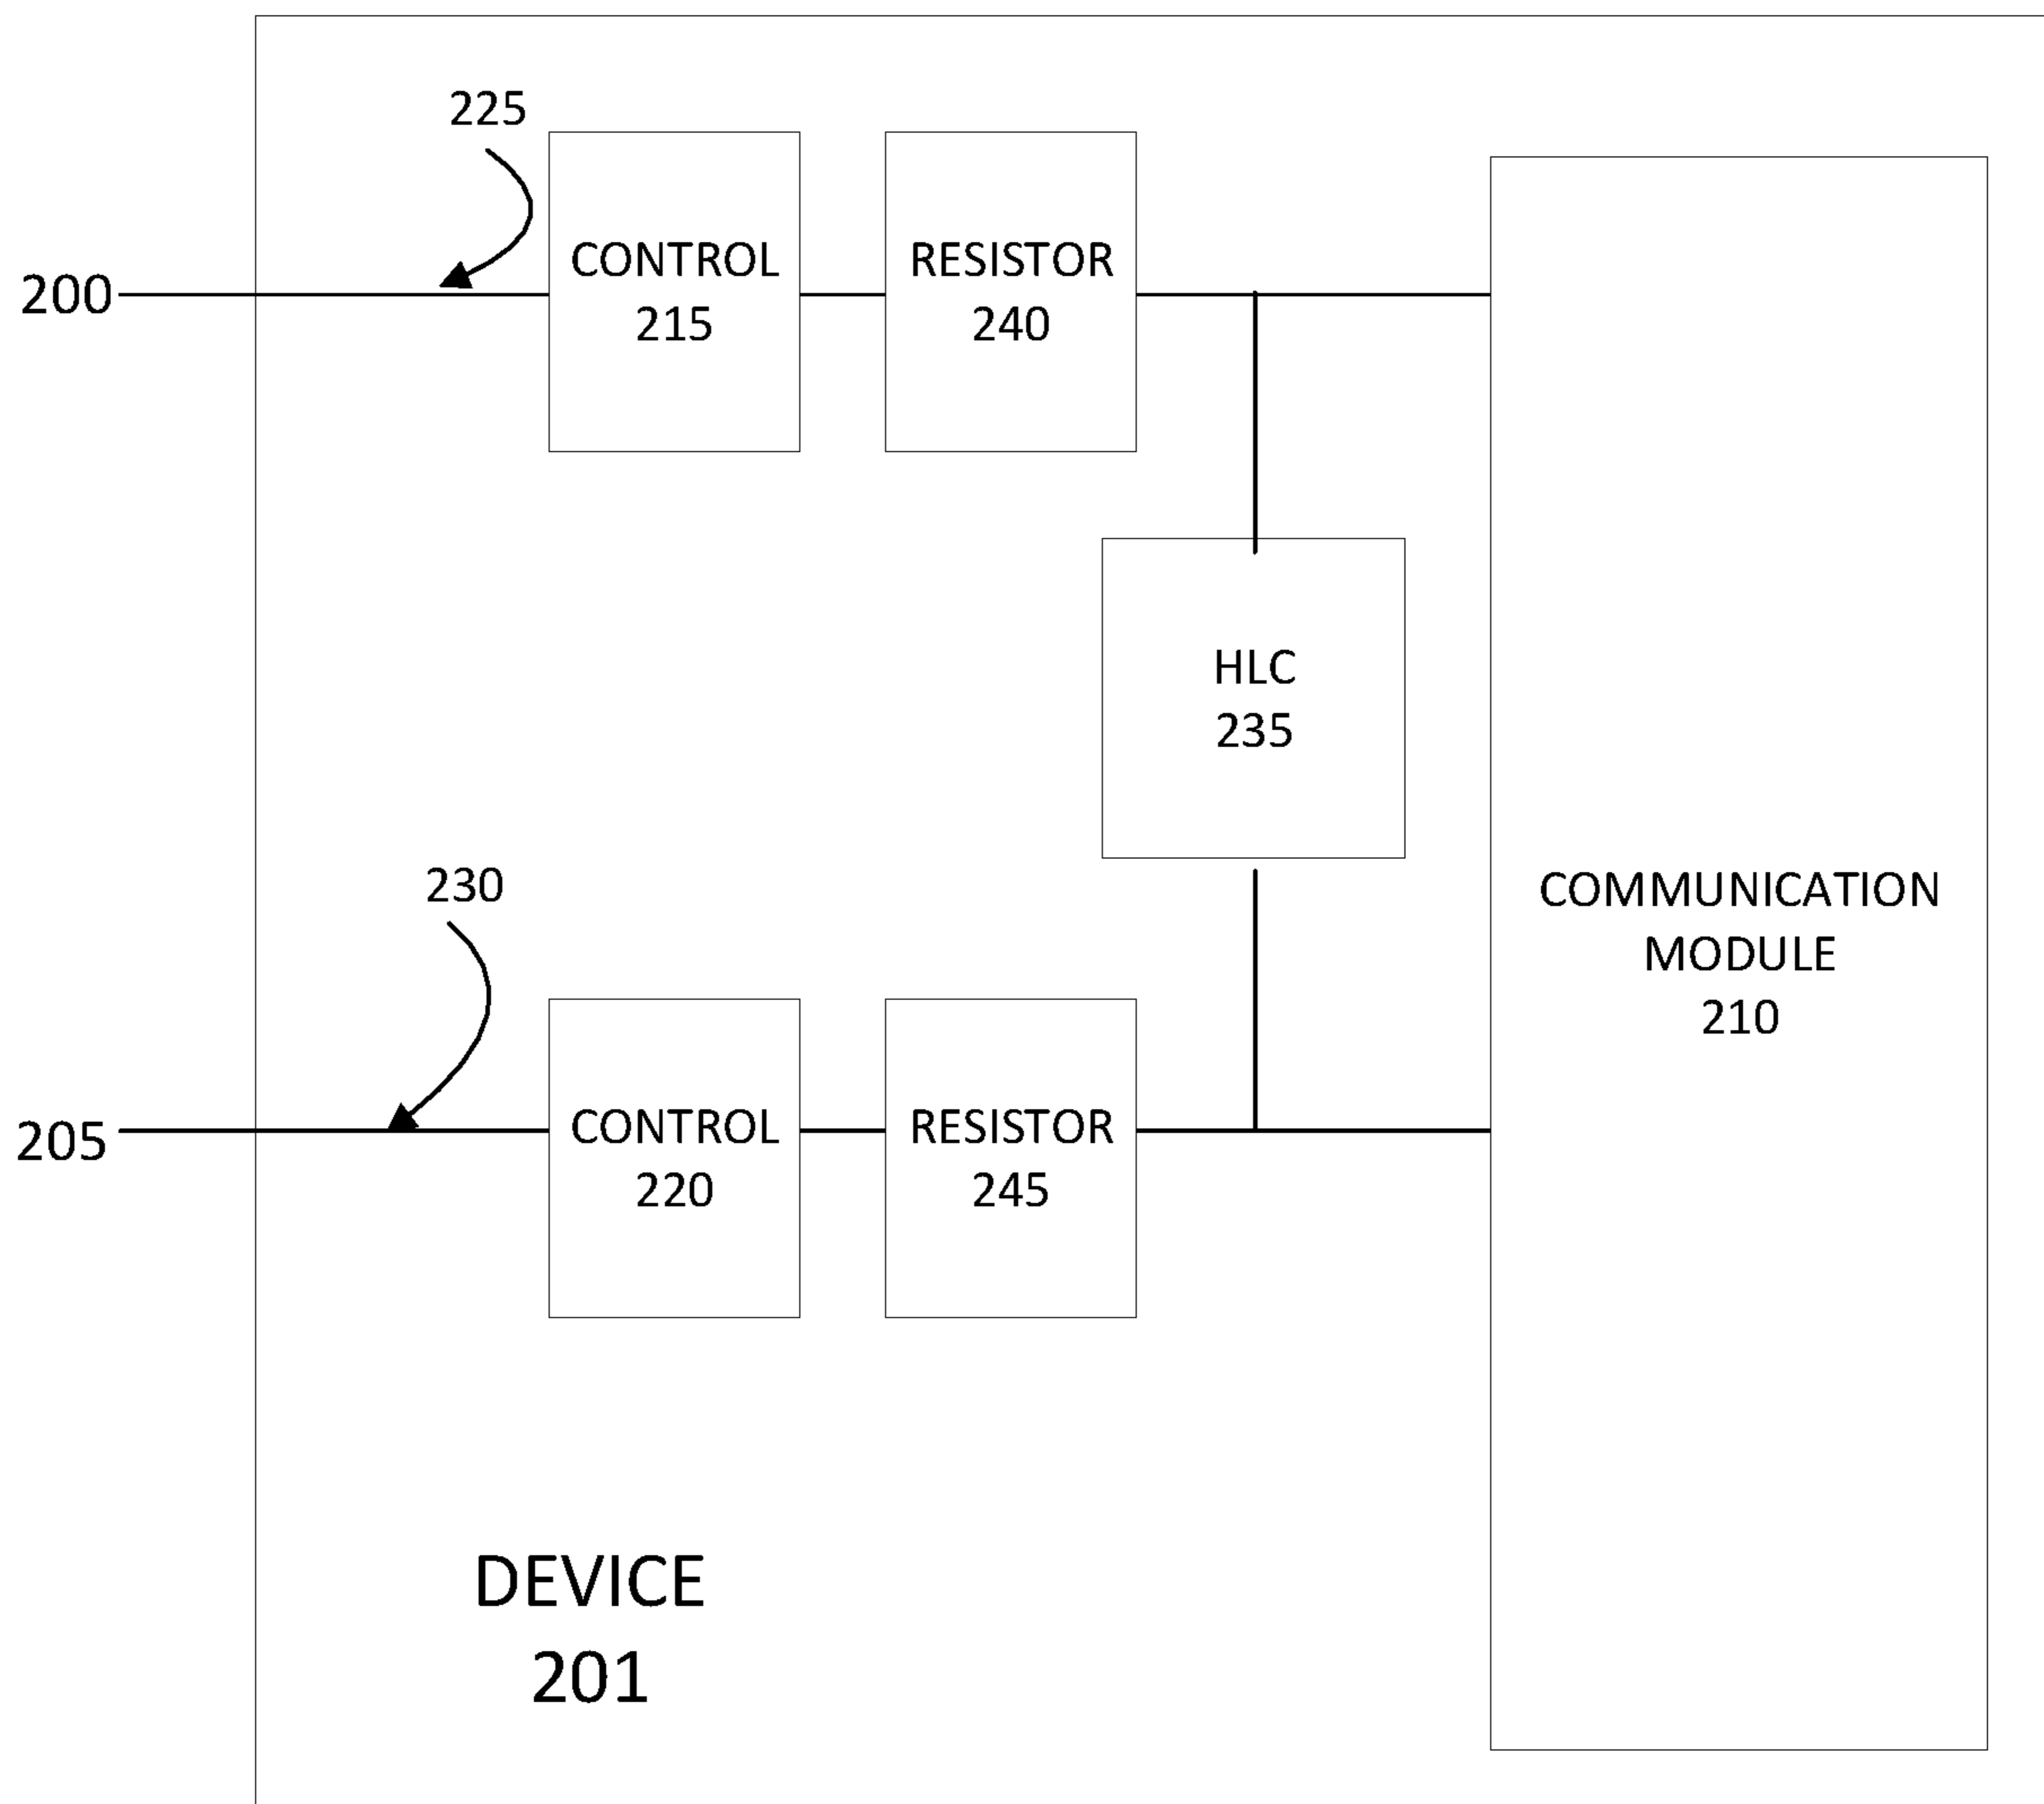 225
200
CONTROL
215
RESISTOR
240
HLC
235
230
COMMUNICATION
MODULE
210
205
CONTROL
220
RESISTOR
245
DEVICE
201